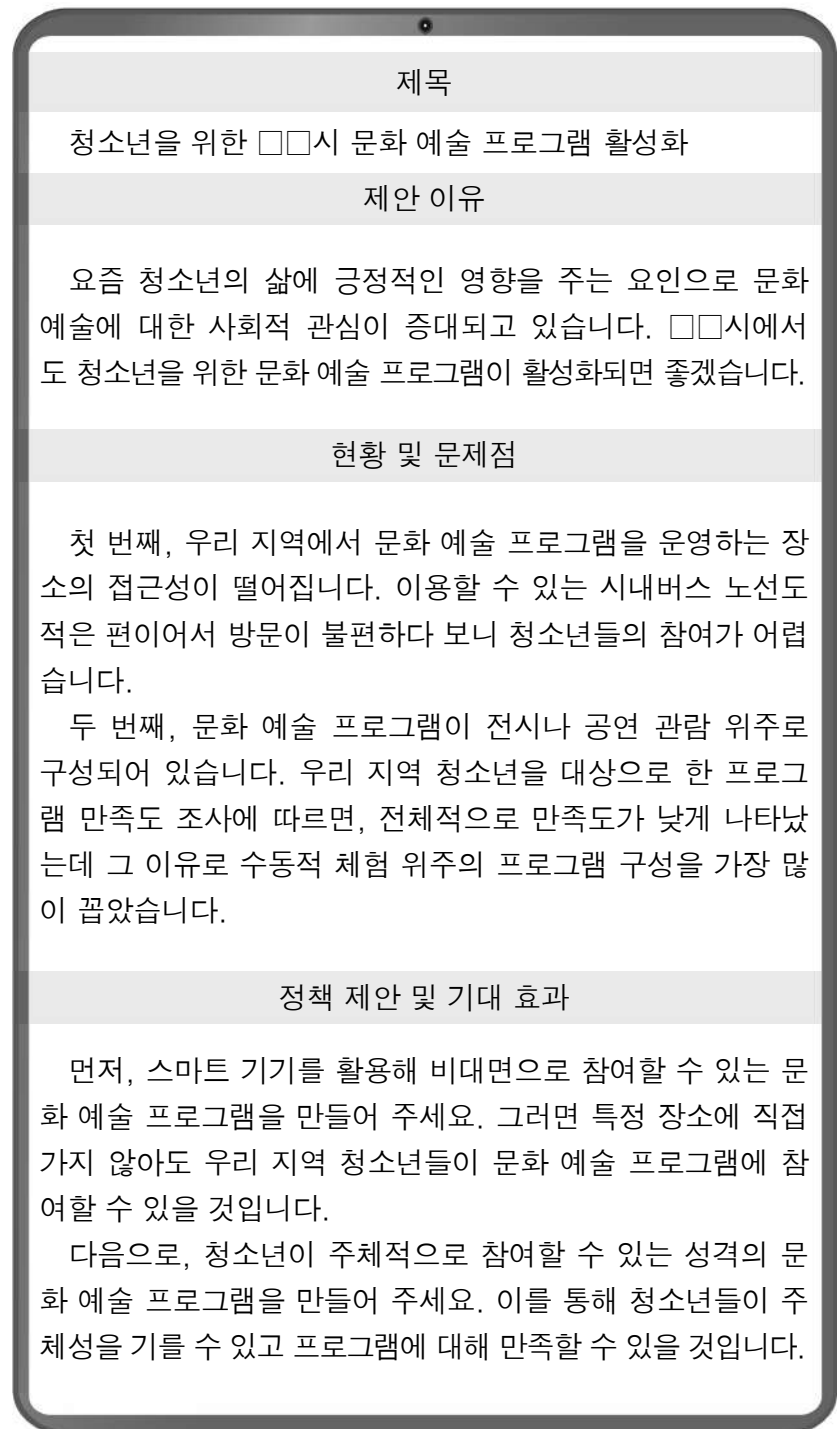 제목
청소년을 위한 □□시 문화 예술 프로그램 활성화
제안 이유
요즘 청소년의 삶에 긍정적인 영향을 주는 요인으로 문화
예술에 대한 사회적 관심이 증대되고 있습니다. □□시에서
도 청소년을 위한 문화 예술 프로그램이 활성화되면 좋겠습니다.
현황 및 문제점
첫 번째, 우리 지역에서 문화 예술 프로그램을 운영하는 장
소의 접근성이 떨어집니다. 이용할 수 있는 시내버스 노선도
적은 편이어서 방문이 불편하다 보니 청소년들의 참여가 어렵
습니다.
두 번째, 문화 예술 프로그램이 전시나 공연 관람 위주로
구성되어 있습니다. 우리 지역 청소년을 대상으로 한 프로그
램 만족도 조사에 따르면, 전체적으로 만족도가 낮게 나타났
는데 그 이유로 수동적 체험 위주의 프로그램 구성을 가장 많
이 꼽았습니다.
정책 제안 및 기대 효과
먼저, 스마트 기기를 활용해 비대면으로 참여할 수 있는 문
화 예술 프로그램을 만들어 주세요. 그러면 특정 장소에 직접
가지 않아도 우리 지역 청소년들이 문화 예술 프로그램에 참
여할 수 있을 것입니다.
다음으로, 청소년이 주체적으로 참여할 수 있는 성격의 문
화 예술 프로그램을 만들어 주세요. 이를 통해 청소년들이 주
체성을 기를 수 있고 프로그램에 대해 만족할 수 있을 것입니다.